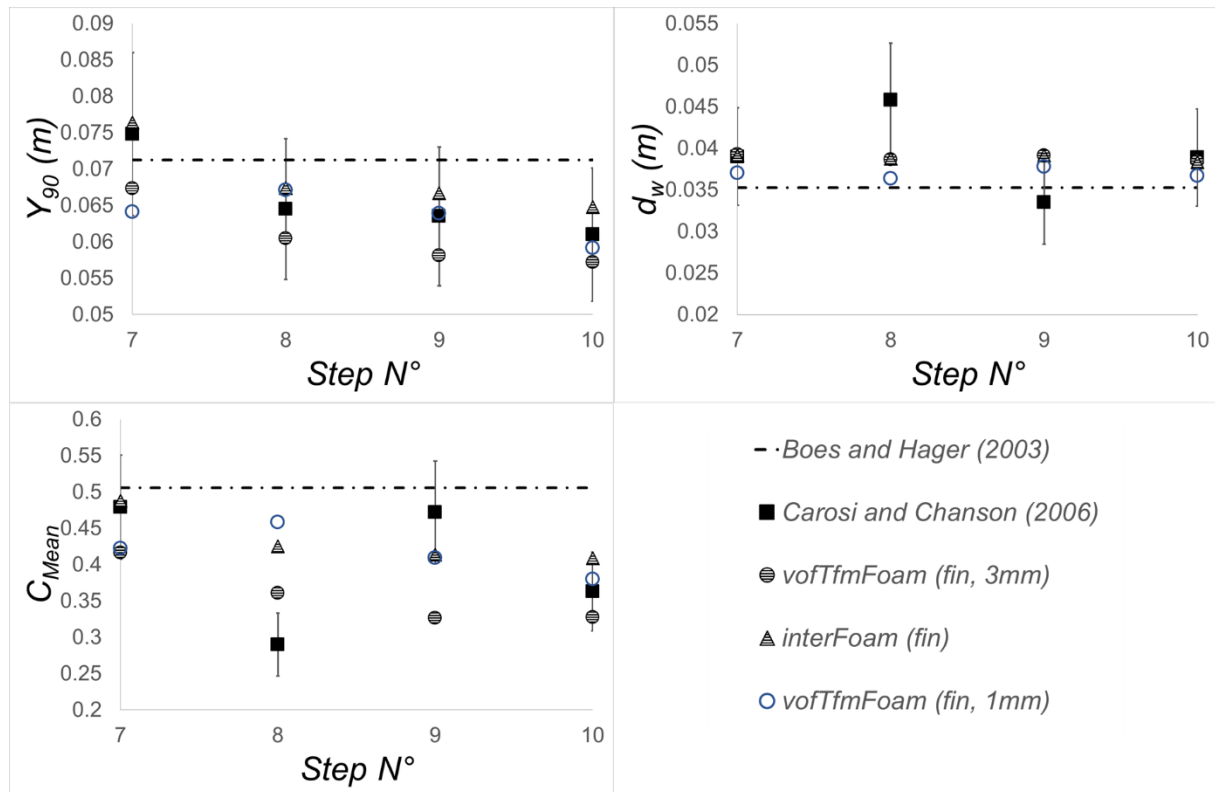 0.09
0.085
0.08
0.075
0.07
0.065
0.06
0.055
0.05
Y90 (m)
7 8 9 10
Step N°
0.055
0.05
0.045
0.04
0.035
0.03
0.025
0.02
dw (m)
7 8 9 10
Step N°
0.6
0.55
0.5
0.45
0.4
0.35
0.3
0.25
0.2
CMean
7 8 9 10
Step N°
Boes and Hager (2003)
Carosi and Chanson (2006)
vofTfmFoam (fin, 3mm)
interFoam (fin)
vofTfmFoam (fin, 1mm)